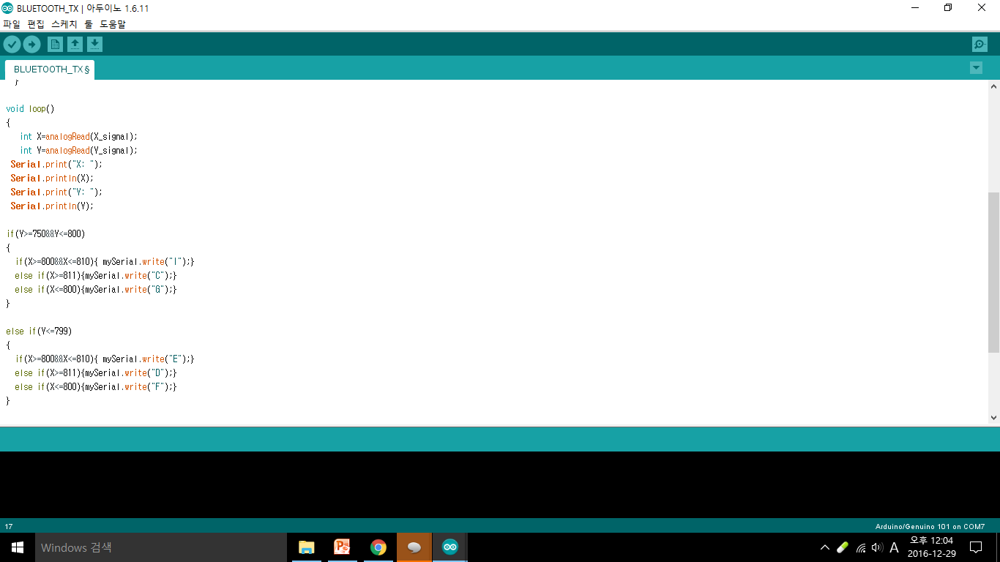 BLUETOOTH_TX | 아두이노 1.6.11
파일 편집 스케치 툴 도움말
BLUETOOTH_TX §
}
void loop()
{
int X=analogRead(X_signal);
int Y=analogRead(Y_signal);
Serial.print("X: ");
Serial.println(X);
Serial.print("Y: ");
Serial.println(Y);
if(Y>=750&&Y<=800)
{
if(X>=800&&X<=810){ mySerial.write("I");}
else if(X>=811){mySerial.write("C");}
else if(X<=800){mySerial.write("G");}
}
else if(Y<=799)
{
if(X>=800&&X<=810){ mySerial.write("E");}
else if(X>=811){mySerial.write("D");}
else if(X<=800){mySerial.write("F");}
}
17
Arduino/Genuino 101 on COM7
Windows 검색
A
오후 12:04
2016-12-29